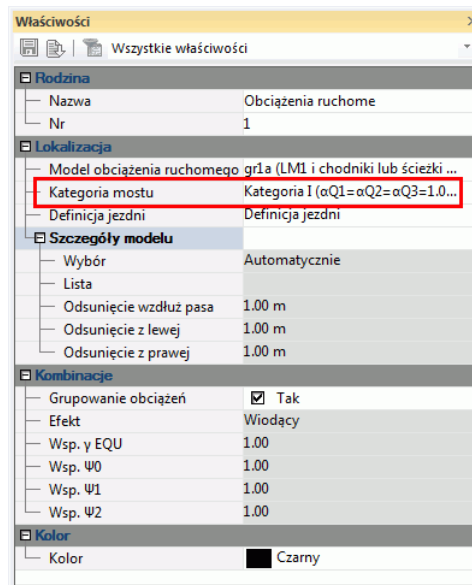 Właściwości
Wszystkie właściwości
Rodzina
Nazwa Obciążenia ruchome
Nr 1
Lokalizacja
Model obciążenia ruchomego gr1a (LM1 i chodniki lub ścieżki ...
Kategoria mostu Kategoria I (αQ1=αQ2=αQ3=1.0...
Definicja jezdni Definicja jezdni
Szczegóły modelu
Wybór Automatycznie
Lista
Odsunięcie wzdłuż pasa 1.00 m
Odsunięcie z lewej 1.00 m
Odsunięcie z prawej 1.00 m
Kombinacje
Grupowanie obciążeń Tak
Efekt Wiodący
Wsp. γ EQU 1.00
Wsp. Ψ0 1.00
Wsp. Ψ1 1.00
Wsp. Ψ2 1.00
Kolor
Kolor Czarny